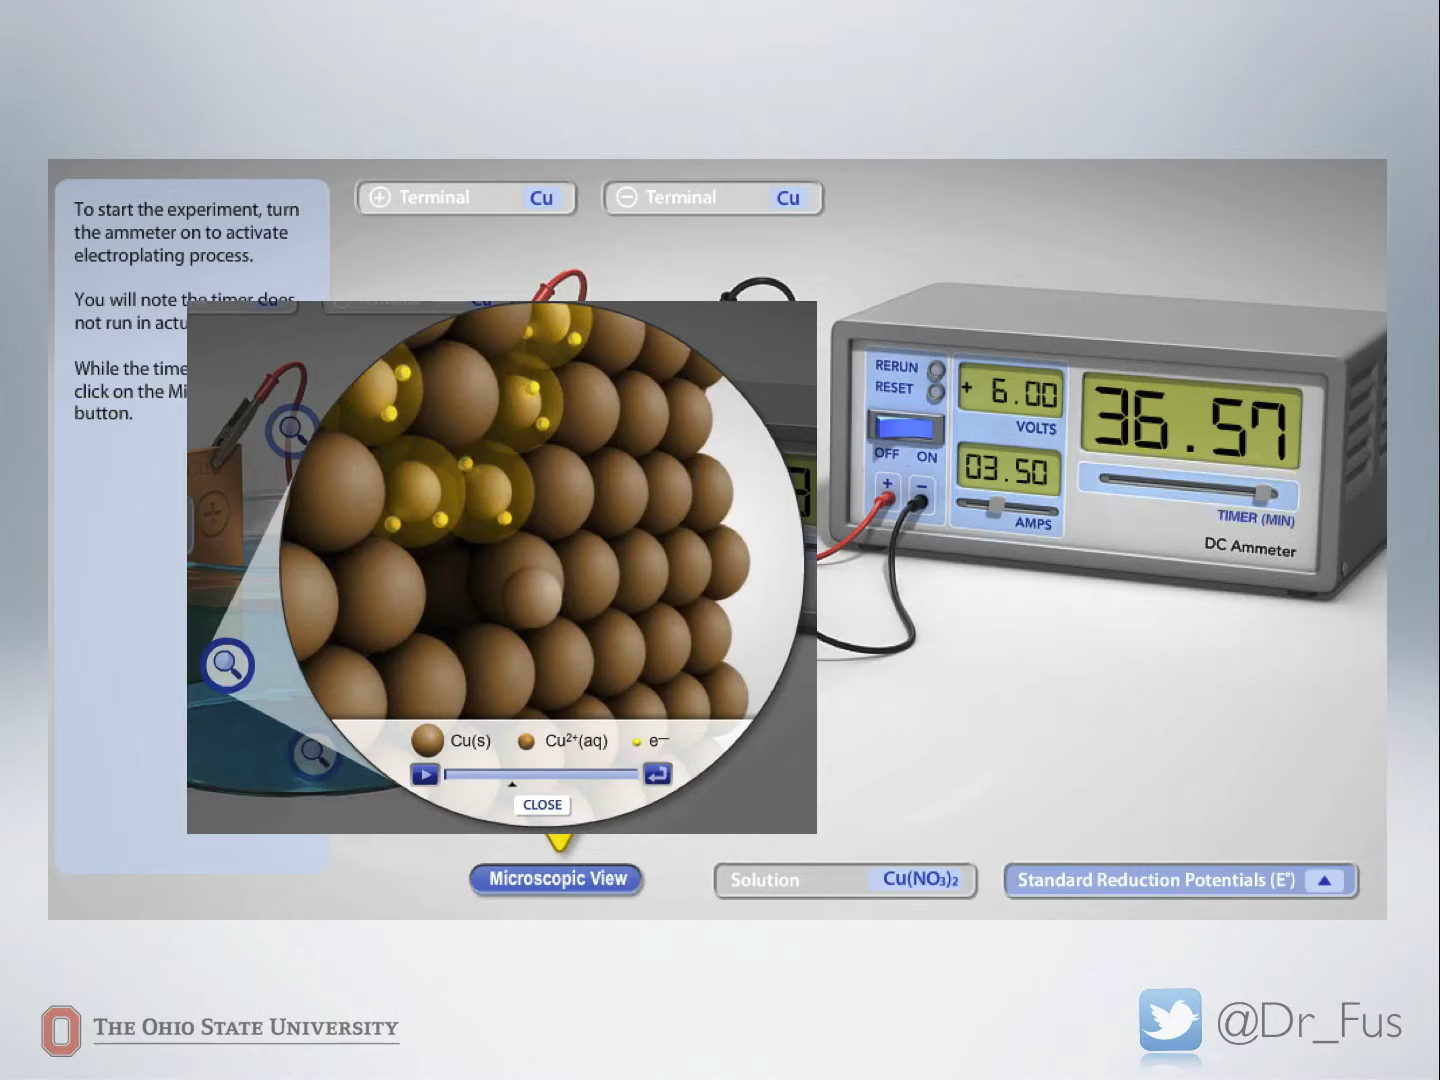 + Terminal Cu
− Terminal Cu
To start the experiment, turn
the ammeter on to activate
electroplating process.
You will note the timer does
not run in actu
While the time
click on the Mi
button.
RERUN
RESET
OFF ON
+ 6.00
VOLTS
03.50
AMPS
+ −
36.57
TIMER (MIN)
DC Ammeter
Cu(s) Cu²⁺(aq) e⁻
CLOSE
Microscopic View
Solution Cu(NO₃)₂
Standard Reduction Potentials (E°)
THE OHIO STATE UNIVERSITY
@Dr_Fus